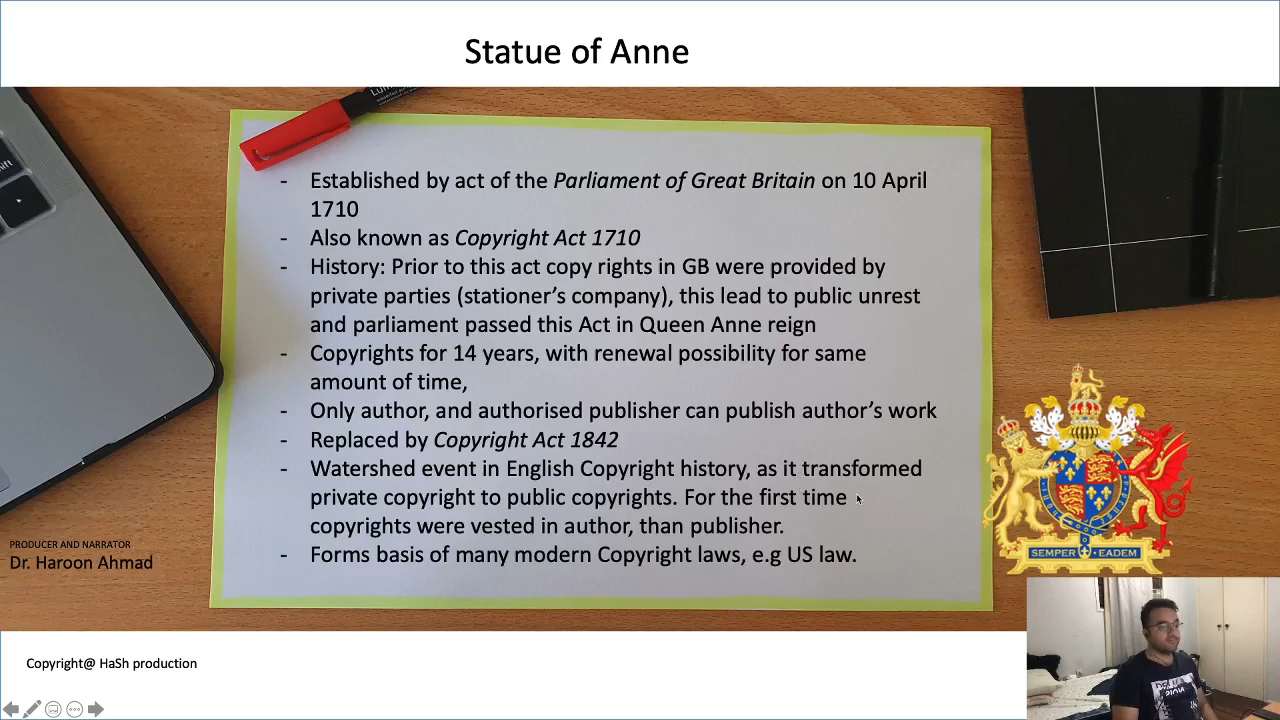 Statue of Anne
- Established by act of the Parliament of Great Britain on 10 April
1710
- Also known as Copyright Act 1710
- History: Prior to this act copy rights in GB were provided by
private parties (stationer's company), this lead to public unrest
and parliament passed this Act in Queen Anne reign
- Copyrights for 14 years, with renewal possibility for same
amount of time,
- Only author, and authorised publisher can publish author's work
- Replaced by Copyright Act 1842
- Watershed event in English Copyright history, as it transformed
private copyright to public copyrights. For the first time
copyrights were vested in author, than publisher.
- Forms basis of many modern Copyright laws, e.g US law.
PRODUCER AND NARRATOR
Dr. Haroon Ahmad
SEMPER EADEM
Copyright@ HaSh production